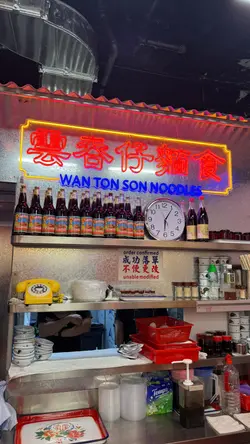 雲吞仔麵食
WAN TON SON NOODLES
order confirmed
成功落單
不便更改
unable modified